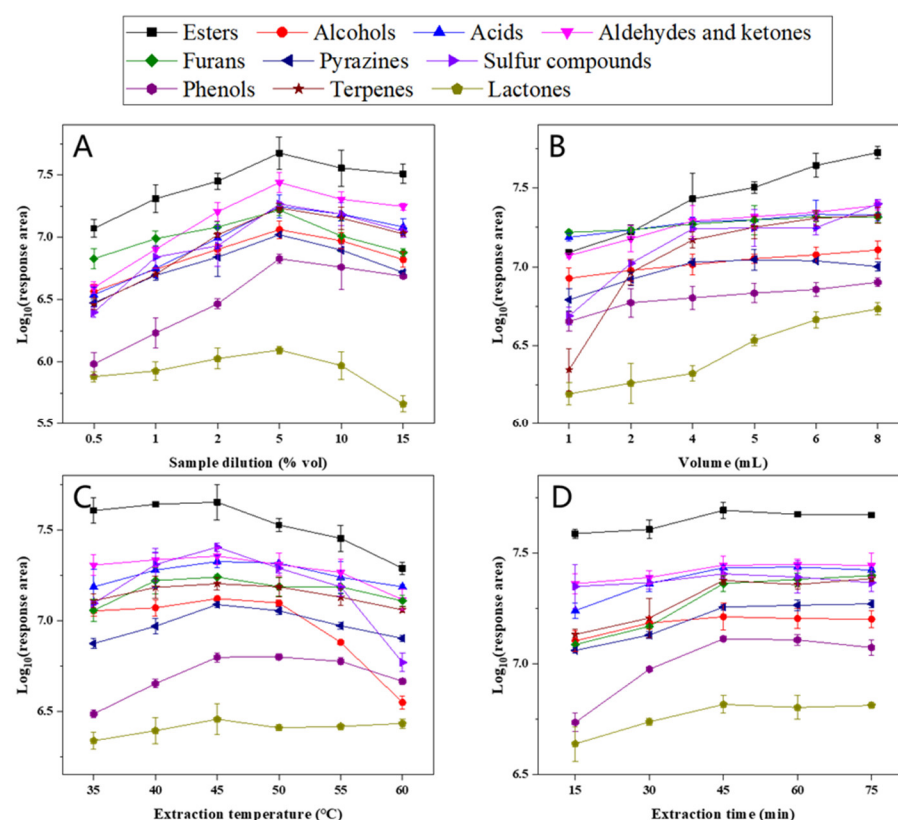 Esters Alcohols Acids Aldehydes and ketones
Furans Pyrazines Sulfur compounds
Phenols Terpenes Lactones
A
Log10(response area)
7.5
7.0
6.5
6.0
5.5
0.5 1 2 5 10 15
Sample dilution (% vol)
B
Log10(response area)
7.5
7.0
6.5
6.0
1 2 4 5 6 8
Volume (mL)
C
Log10(response area)
7.5
7.0
6.5
35 40 45 50 55 60
Extraction temperature (°C)
D
Log10(response area)
7.5
7.0
6.5
15 30 45 60 75
Extraction time (min)